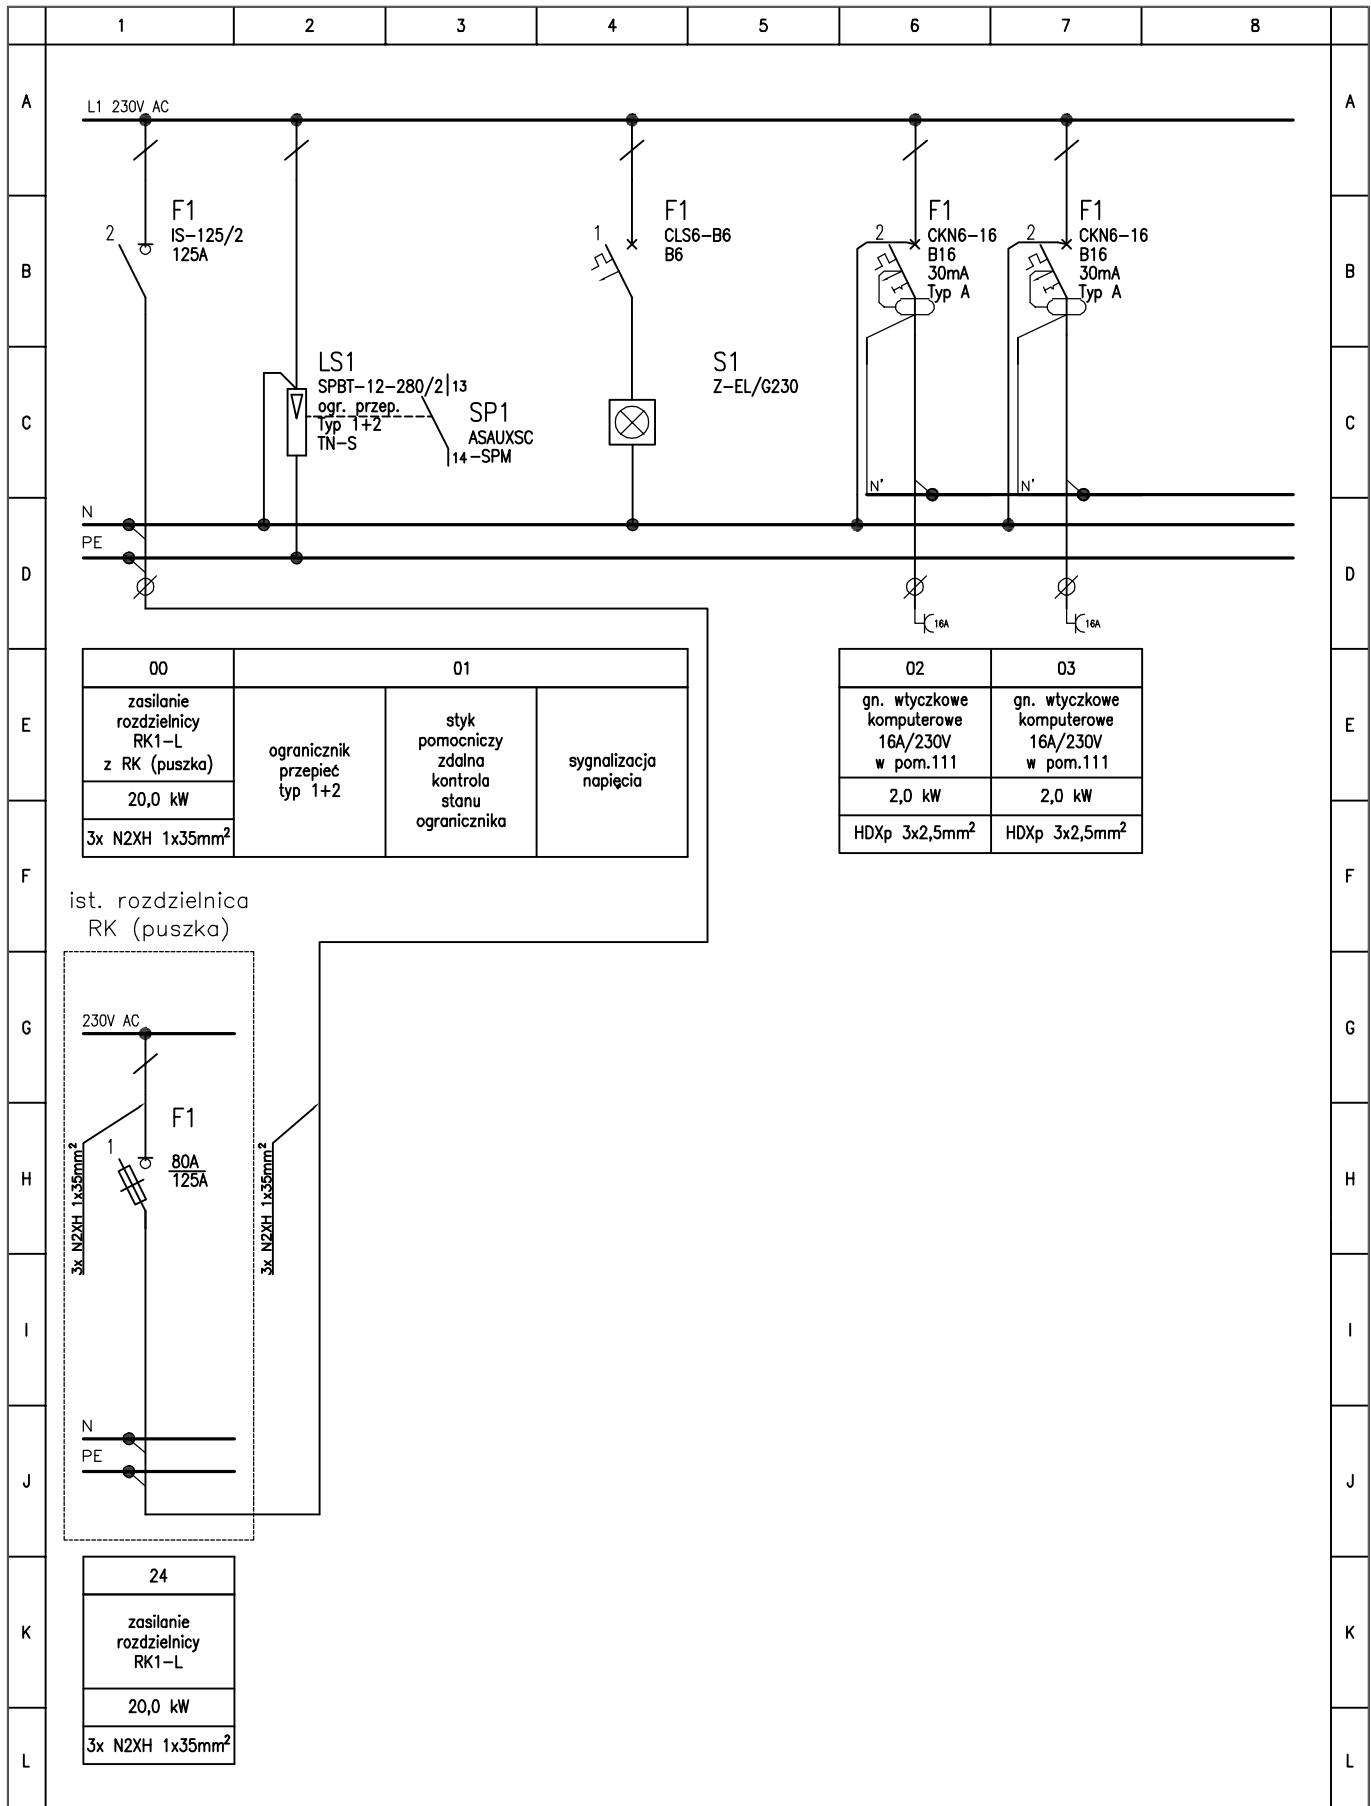 1 2 3 4 5 6 7 8
A A
L1 230V AC
B B
2
F1
IS-125/2
125A
1
F1
CLS6-B6
B6
2
F1
CKN6-16
B16
30mA
Typ A
2
F1
CKN6-16
B16
30mA
Typ A
C C
LS1
SPBT-12-280/2
ogr. przep.
Typ 1+2
TN-S
13
14
SP1
ASAUXSC
-SPM
S1
Z-EL/G230
N'
N'
N
PE
D D
16A
16A
E E
00
zasilanie
rozdzielnicy
RK1-L
z RK (puszka)
20,0 kW
3x N2XH 1x35mm²
01
ogranicznik
przepieć
typ 1+2
styk
pomocniczy
zdalna
kontrola
stanu
ogranicznika
sygnalizacja
napięcia
02
gn. wtyczkowe
komputerowe
16A/230V
w pom.111
2,0 kW
HDXp 3x2,5mm²
03
gn. wtyczkowe
komputerowe
16A/230V
w pom.111
2,0 kW
HDXp 3x2,5mm²
F F
ist. rozdzielnica
RK (puszka)
G G
230V AC
H H
3x N2XH 1x35mm²
1
F1
80A
125A
3x N2XH 1x35mm²
I I
N
PE
J J
24
zasilanie
rozdzielnicy
RK1-L
20,0 kW
3x N2XH 1x35mm²
K K
L L